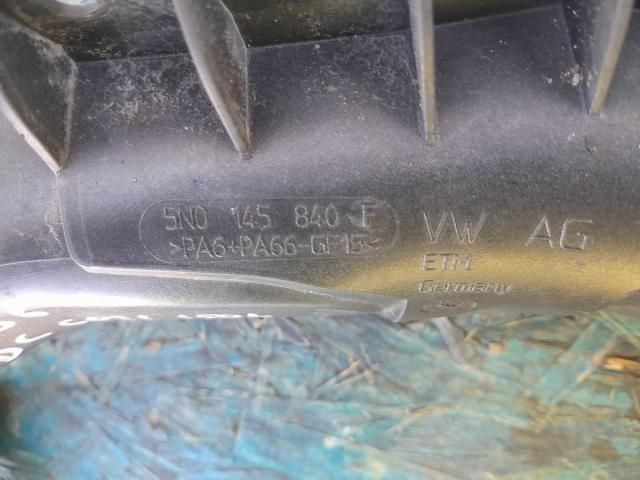 5N0 145 840 F
>PA6+PA66-GF15<
VW AG
ETM
Germany